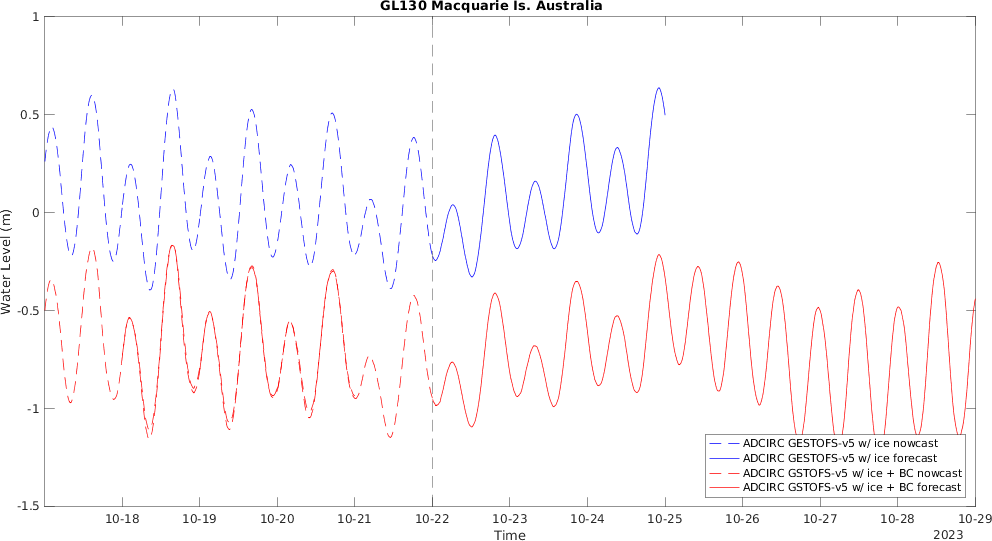 GL130 Macquarie Is. Australia
1
0.5
0
-0.5
-1
-1.5
Water Level (m)
10-18 10-19 10-20 10-21 10-22 10-23 10-24 10-25 10-26 10-27 10-28 10-29
Time
2023
ADCIRC GESTOFS-v5 w/ ice nowcast
ADCIRC GESTOFS-v5 w/ ice forecast
ADCIRC GSTOFS-v5 w/ ice + BC nowcast
ADCIRC GSTOFS-v5 w/ ice + BC forecast